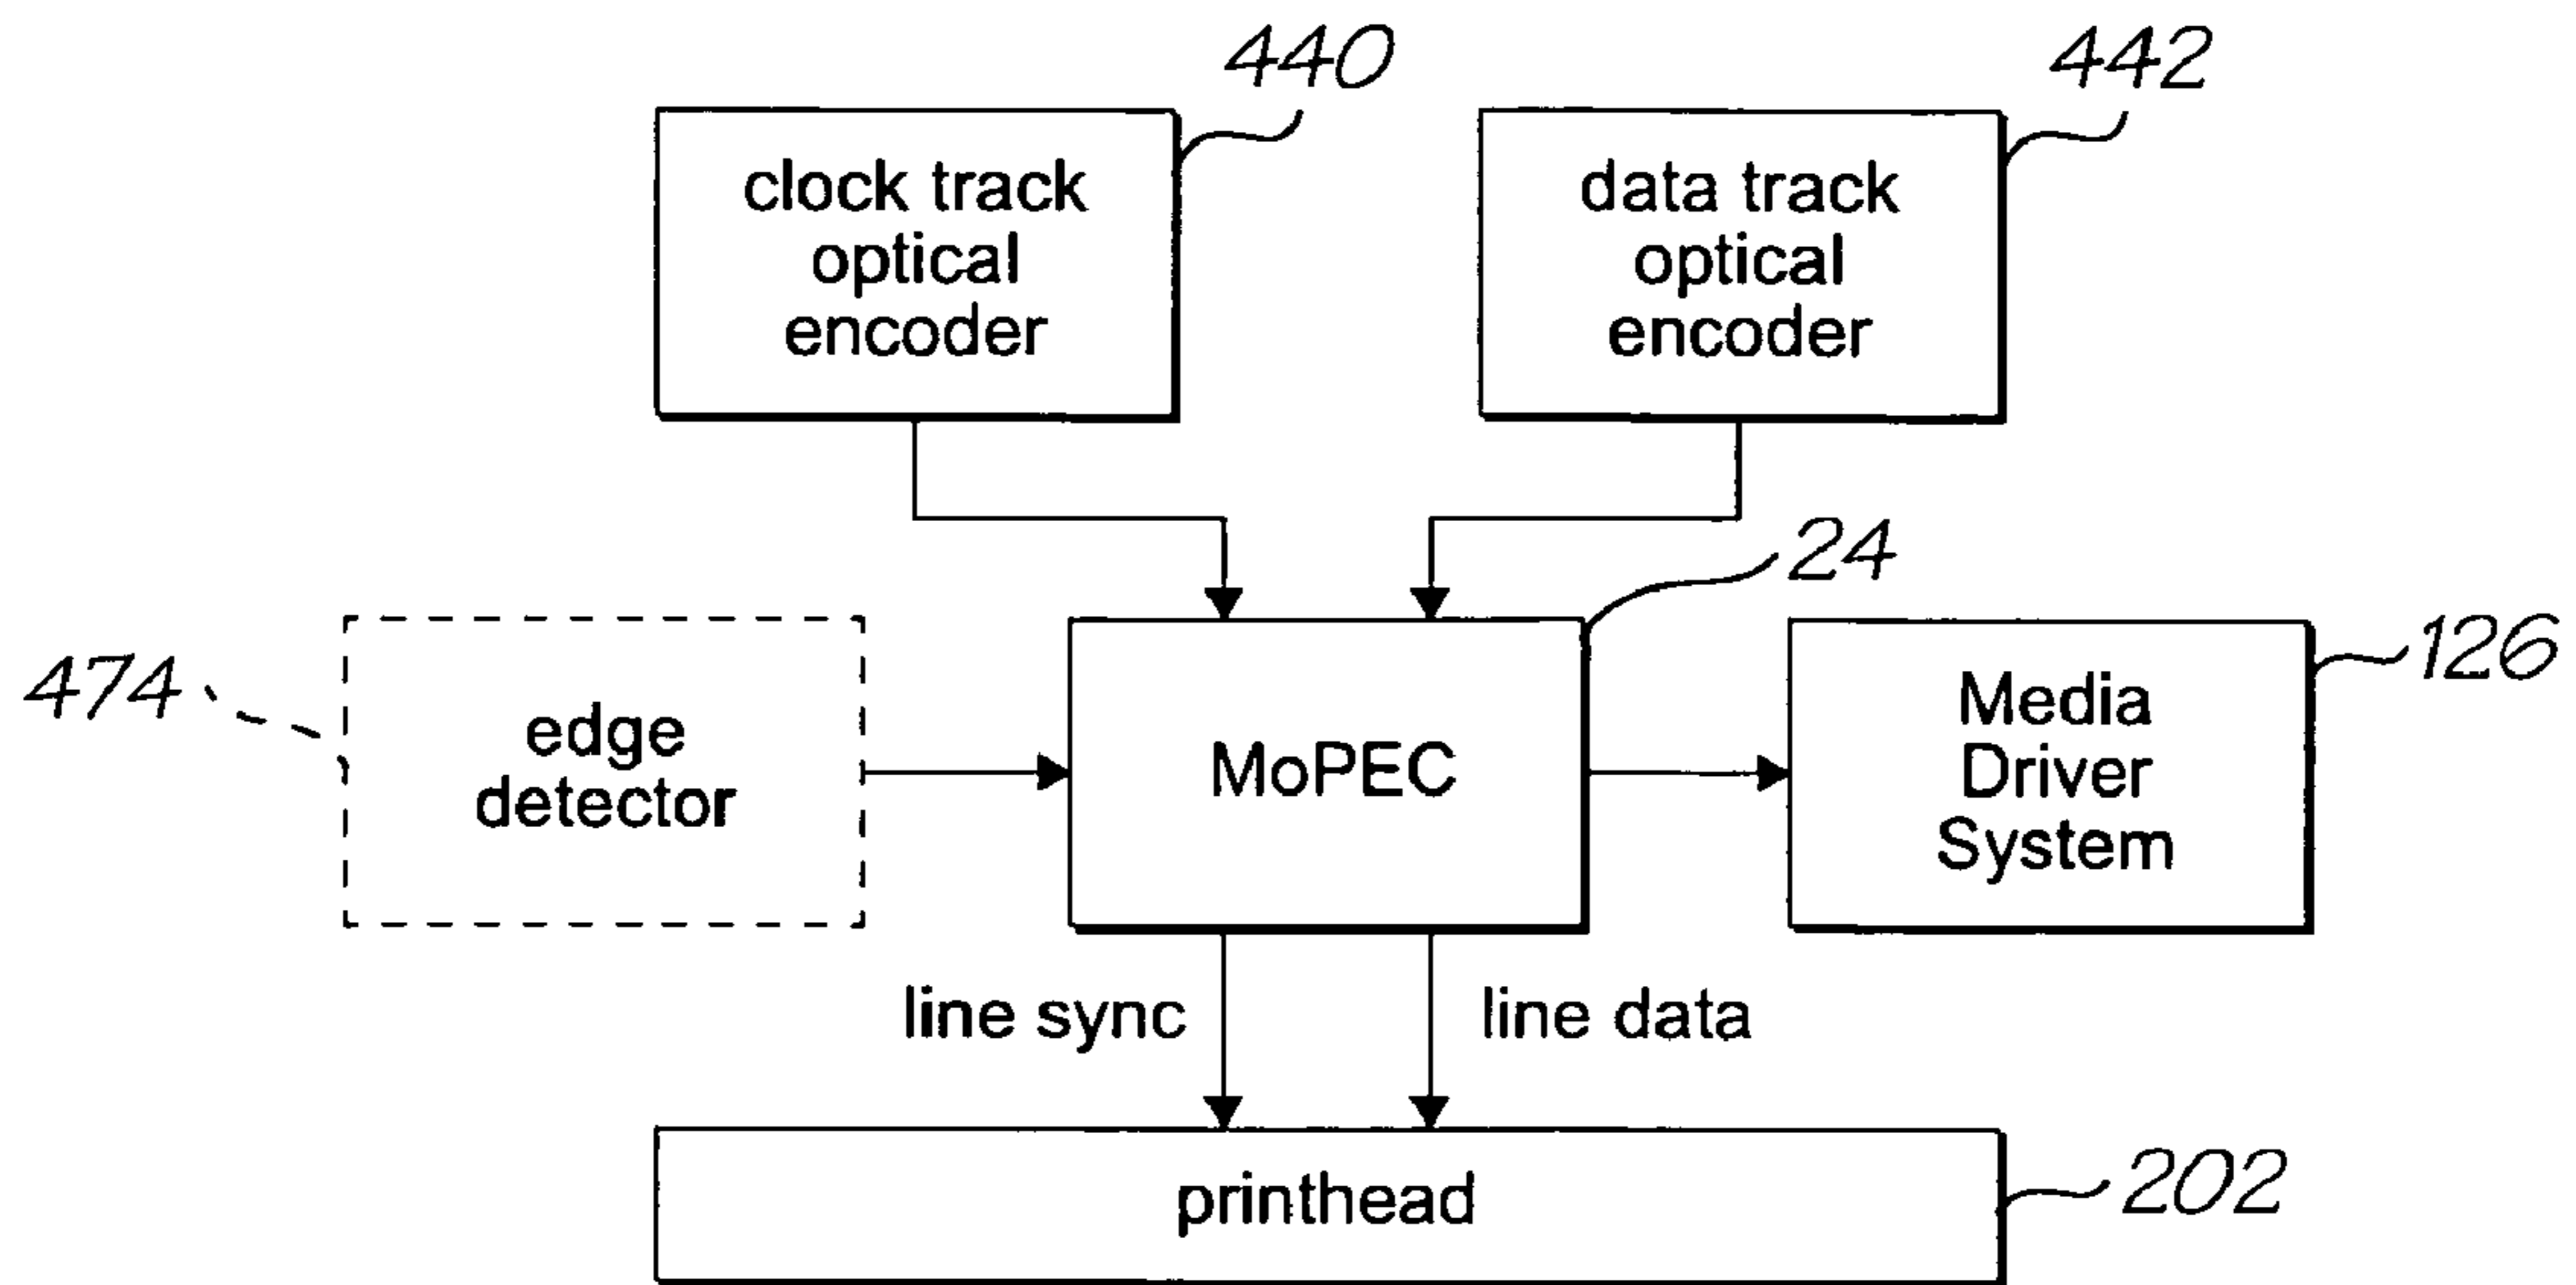 440
442
clock track
optical
encoder
data track
optical
encoder
24
126
474
edge
detector
MoPEC
Media
Driver
System
line sync
line data
printhead
202